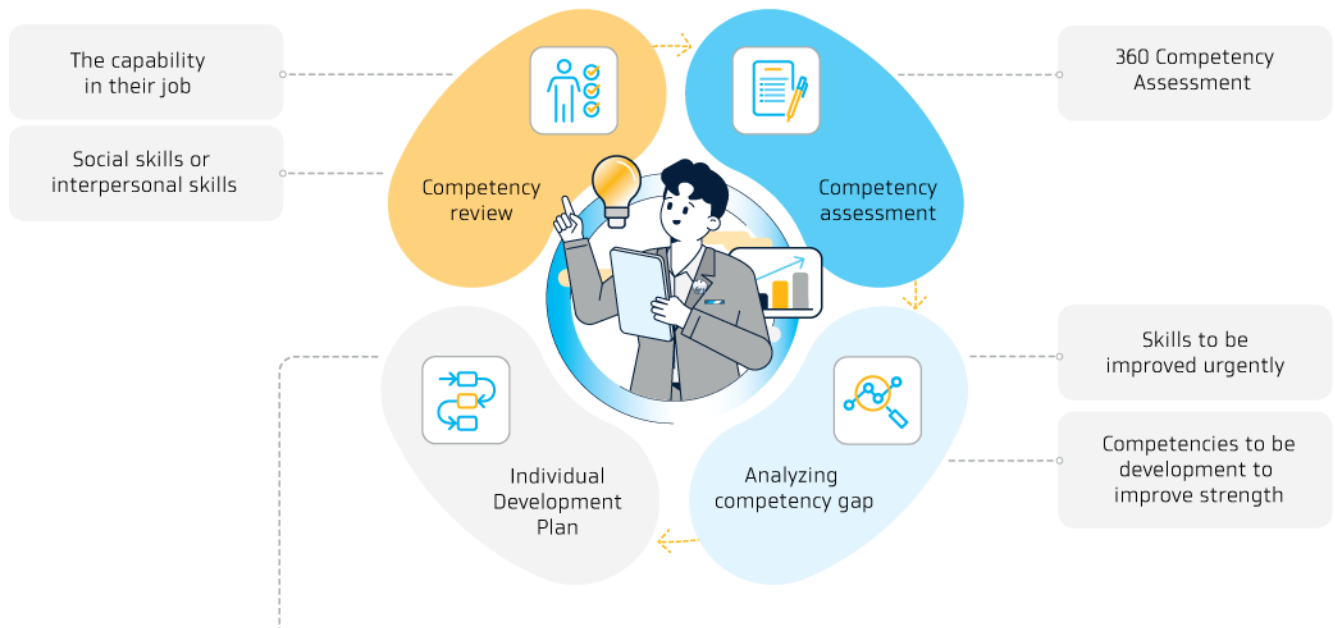 The capability
in their job
Social skills or
interpersonal skills
Competency
review
Competency
assessment
360 Competency
Assessment
Skills to be
improved urgently
Competencies to be
development to
improve strength
Analyzing
competency gap
Individual
Development
Plan